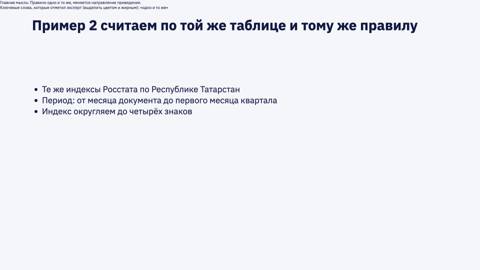 Главная мысль: Правило одно и то же, меняется направление приведения.
Ключевые слова, которые отметил эксперт (выделить цветом и жирным): «одно и то же»
Пример 2 считаем по той же таблице и тому же правилу
• Те же индексы Росстата по Республике Татарстан
• Период: от месяца документа до первого месяца квартала
• Индекс округляем до четырёх знаков